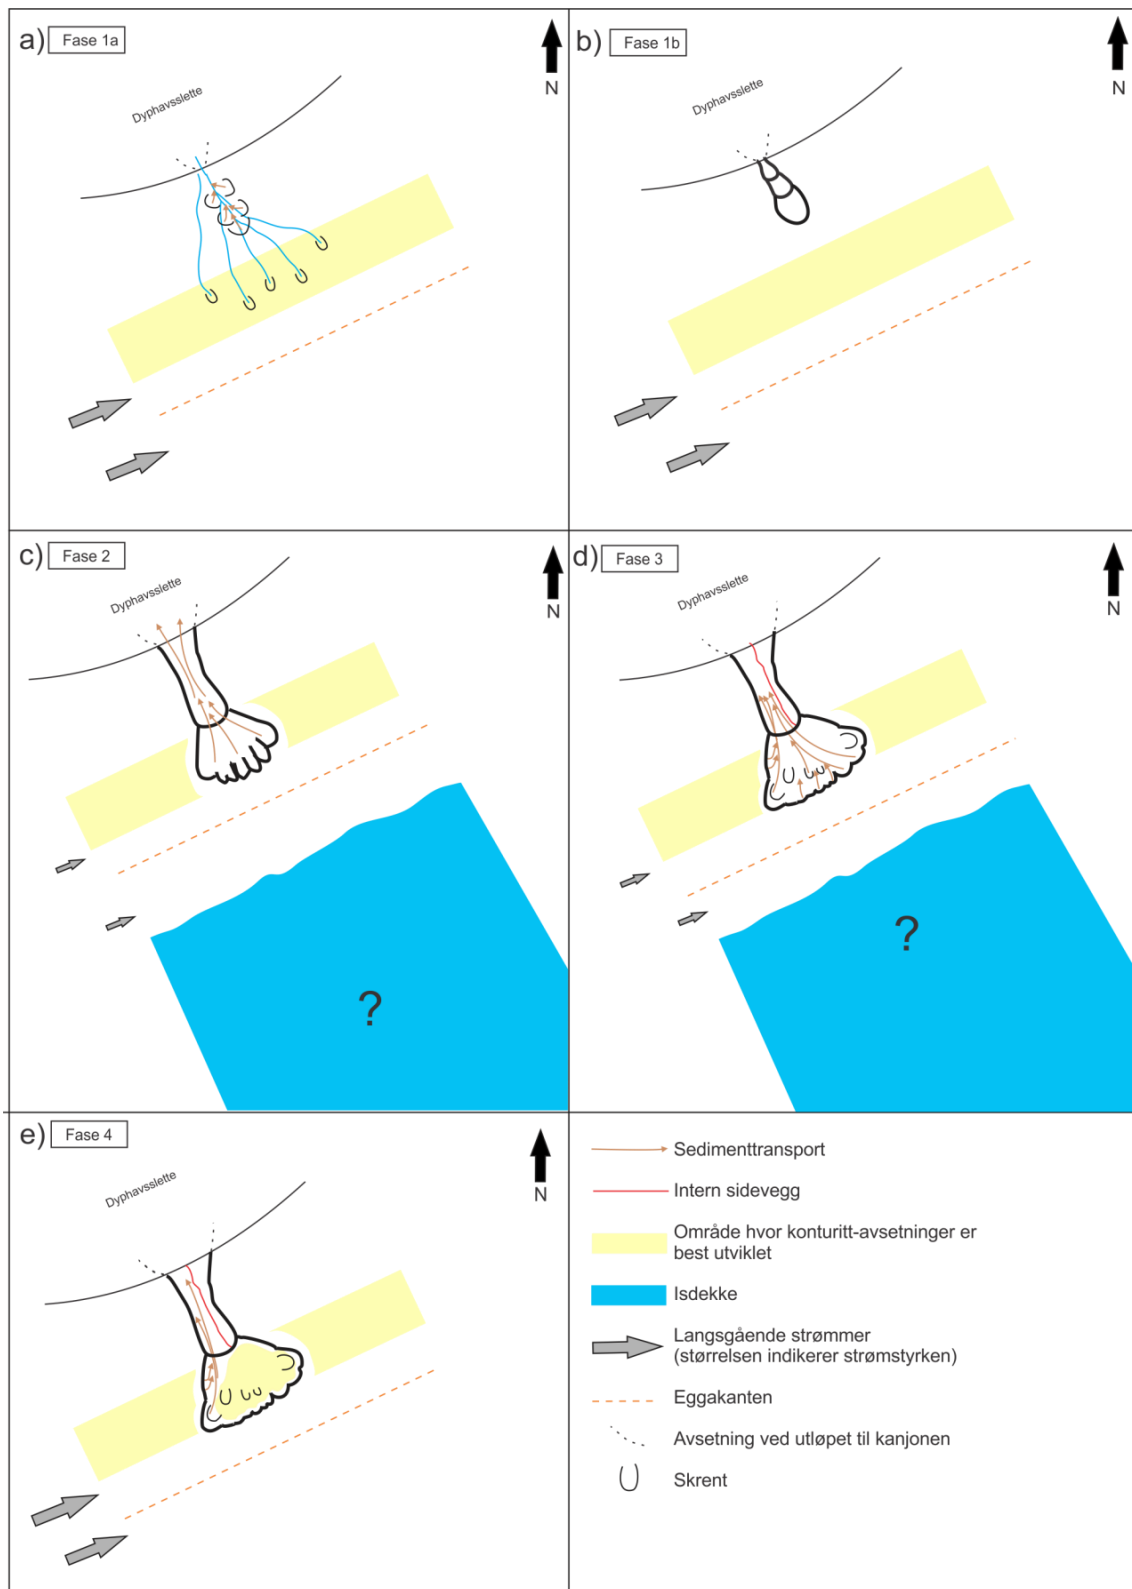 a) Fase 1a
N
Dyphavsslette
b) Fase 1b
N
Dyphavsslette
c) Fase 2
N
Dyphavsslette
?
d) Fase 3
N
Dyphavsslette
?
e) Fase 4
N
Dyphavsslette
Sedimenttransport
Intern sidevegg
Område hvor konturitt-avsetninger er
best utviklet
Isdekke
Langsgående strømmer
(størrelsen indikerer strømstyrken)
Eggakanten
Avsetning ved utløpet til kanjonen
Skrent